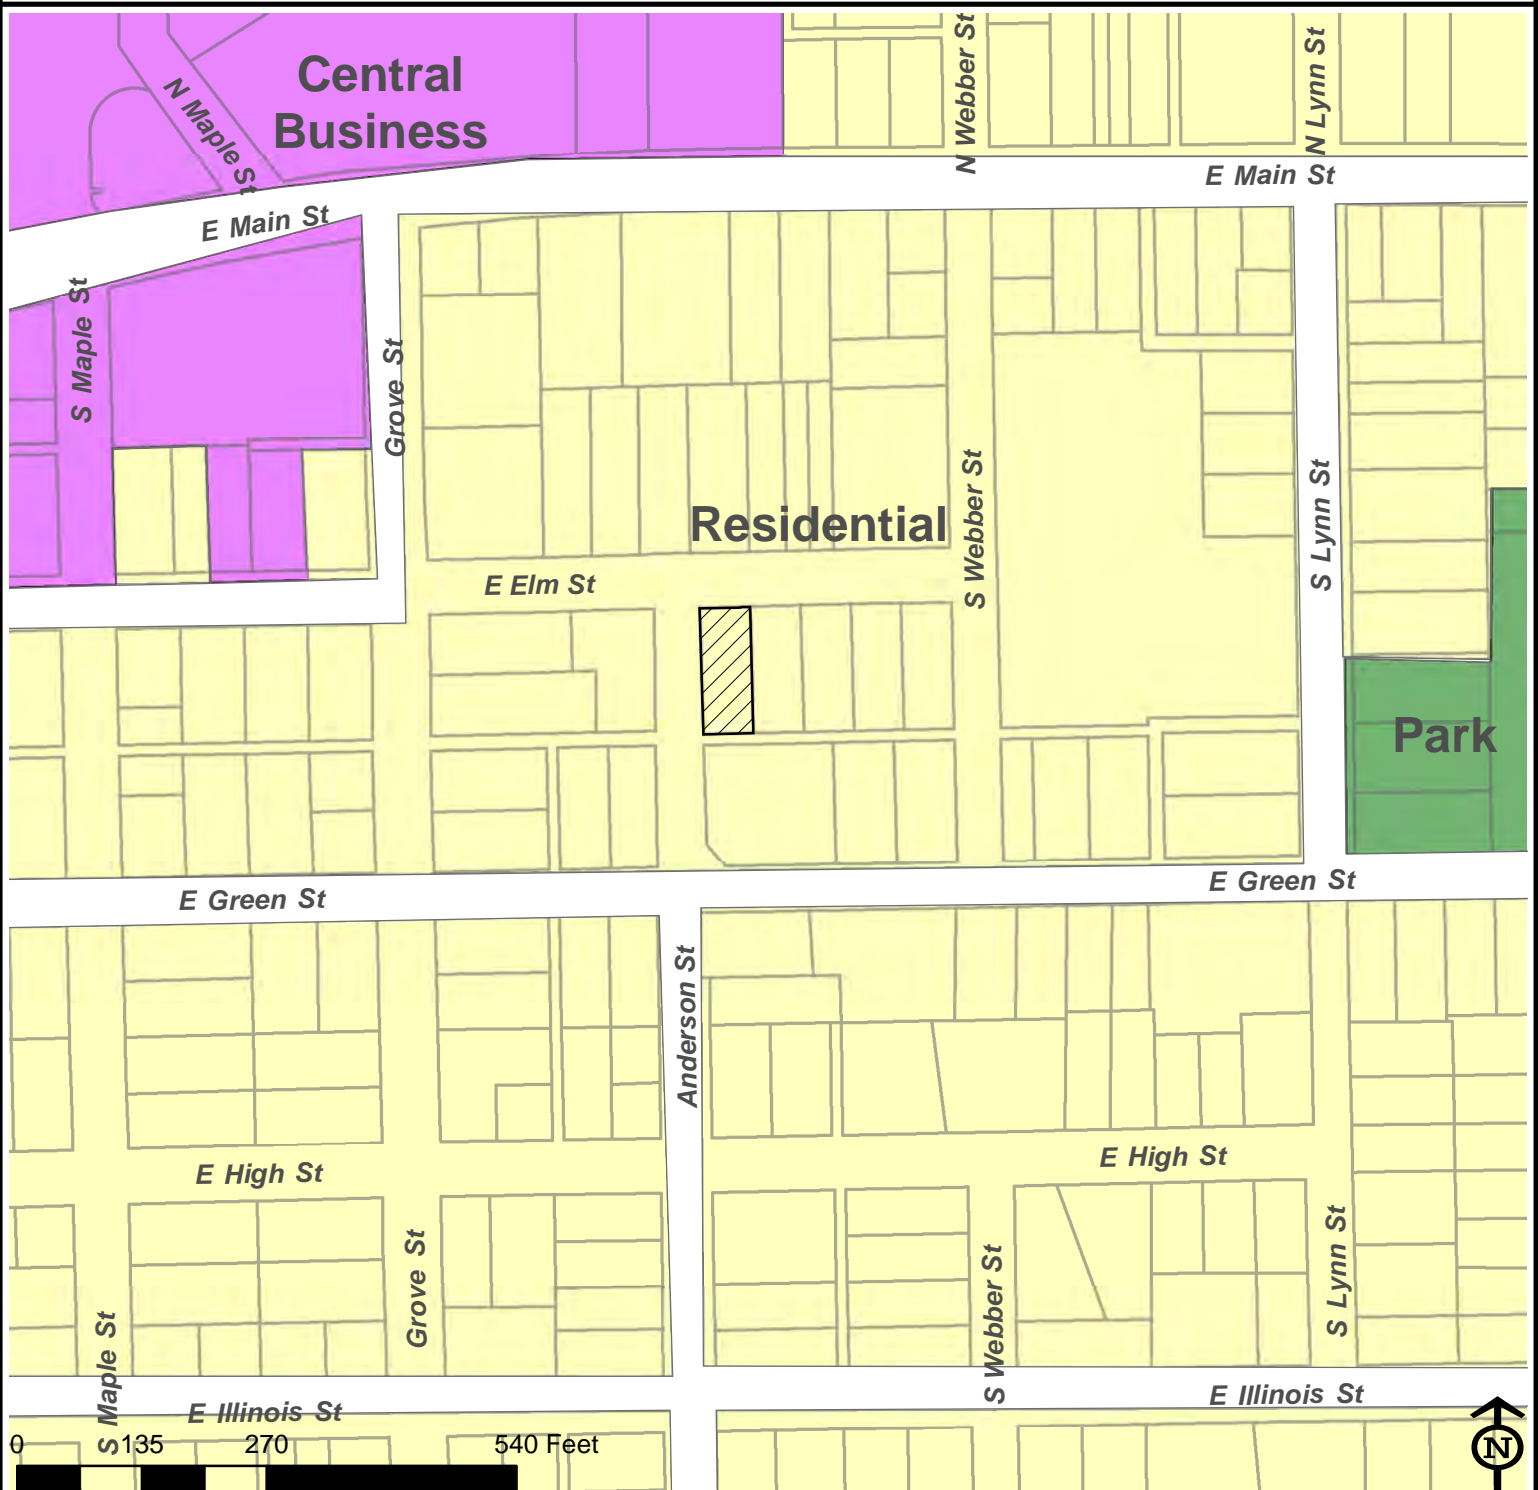 Central
Business
N Maple St
N Webber St
N Lynn St
E Main St
E Main St
S Maple St
Grove St
Residential
S Webber St
S Lynn St
E Elm St
Park
E Green St
E Green St
Anderson St
E High St
E High St
Grove St
S Maple St
S Webber St
S Lynn St
E Illinois St
E Illinois St
0 135 270 540 Feet
N